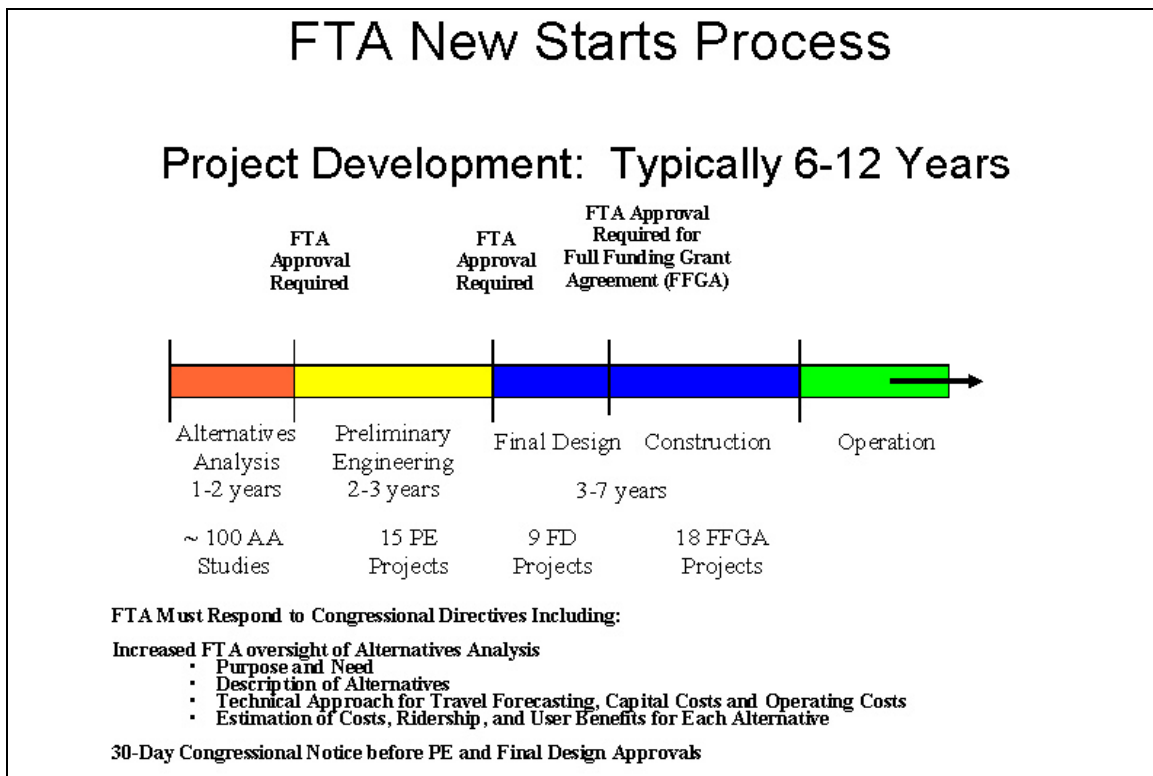 FTA New Starts Process
Project Development: Typically 6-12 Years
FTA
Approval
Required
FTA
Approval
Required
FTA Approval
Required for
Full Funding Grant
Agreement (FFGA)
Alternatives
Analysis
1-2 years
Preliminary
Engineering
2-3 years
Final Design
Construction
3-7 years
Operation
~ 100 AA
Studies
15 PE
Projects
9 FD
Projects
18 FFGA
Projects
FTA Must Respond to Congressional Directives Including:
Increased FTA oversight of Alternatives Analysis
· Purpose and Need
· Description of Alternatives
· Technical Approach for Travel Forecasting, Capital Costs and Operating Costs
· Estimation of Costs, Ridership, and User Benefits for Each Alternative
30-Day Congressional Notice before PE and Final Design Approvals